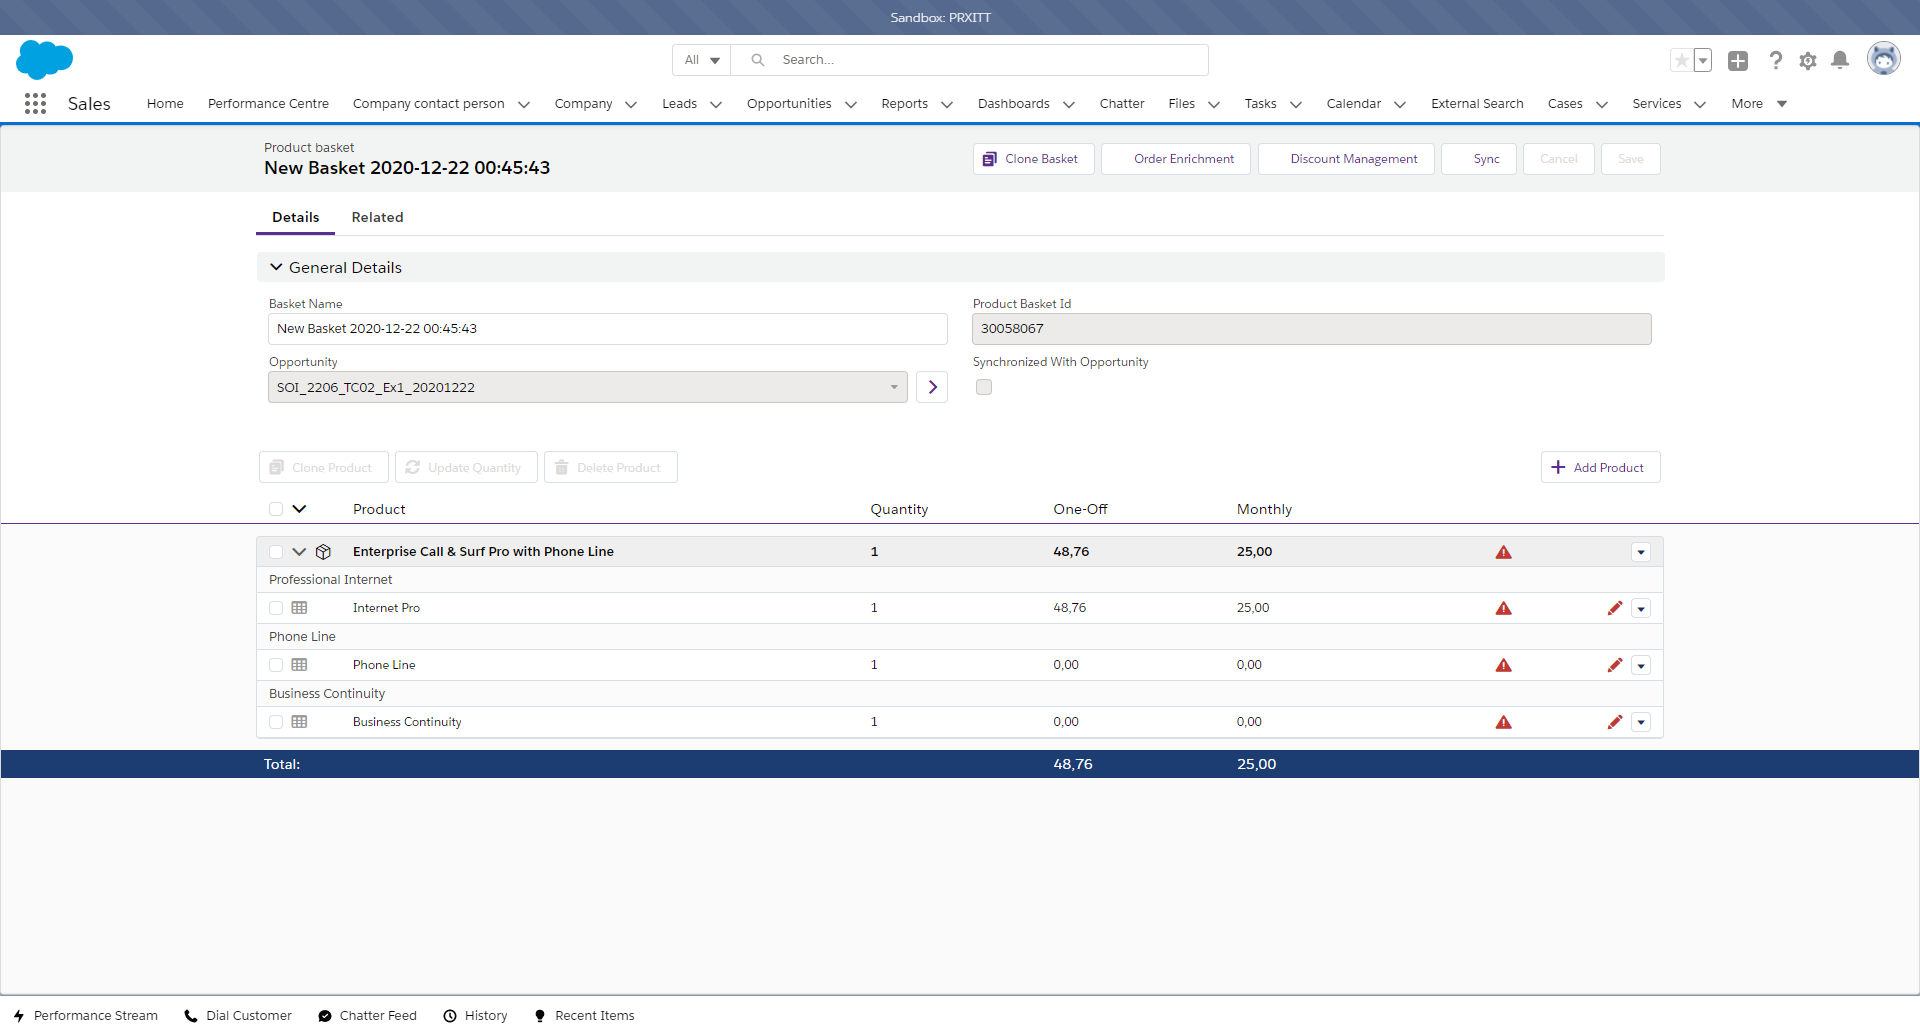 Sandbox: PRXITT
All
Search...
Sales
Home Performance Centre Company contact person Company Leads Opportunities Reports Dashboards Chatter Files Tasks Calendar External Search Cases Services More
Product basket
New Basket 2020-12-22 00:45:43
Clone Basket Order Enrichment Discount Management Sync Cancel Save
Details Related
General Details
Basket Name Product Basket Id
New Basket 2020-12-22 00:45:43 30058067
Opportunity Synchronized With Opportunity
SOI_2206_TC02_Ex1_20201222
Clone Product Update Quantity Delete Product Add Product
Product Quantity One-Off Monthly
Enterprise Call & Surf Pro with Phone Line 1 48,76 25,00
Professional Internet
Internet Pro 1 48,76 25,00
Phone Line
Phone Line 1 0,00 0,00
Business Continuity
Business Continuity 1 0,00 0,00
Total: 48,76 25,00
Performance Stream Dial Customer Chatter Feed History Recent Items